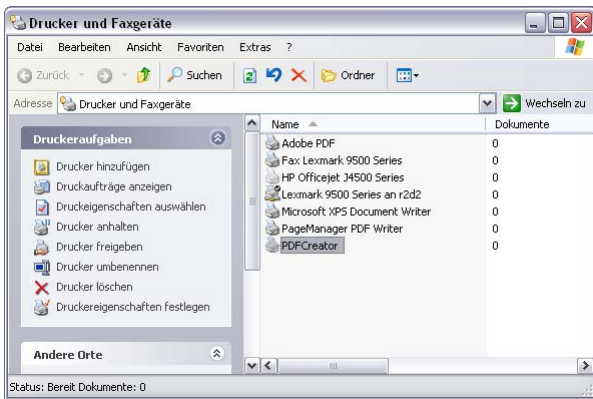 Drucker und Faxgeräte
Datei Bearbeiten Ansicht Favoriten Extras ?
Zurück Suchen Ordner
Adresse Drucker und Faxgeräte Wechseln zu
Druckeraufgaben
Drucker hinzufügen
Druckaufträge anzeigen
Druckeigenschaften auswählen
Drucker anhalten
Drucker freigeben
Drucker umbenennen
Drucker löschen
Druckereigenschaften festlegen
Andere Orte
Name Dokumente
Adobe PDF 0
Fax Lexmark 9500 Series 0
HP Officejet J4500 Series 0
Lexmark 9500 Series an r2d2 0
Microsoft XPS Document Writer 0
PageManager PDF Writer 0
PDFCreator 0
Status: Bereit Dokumente: 0